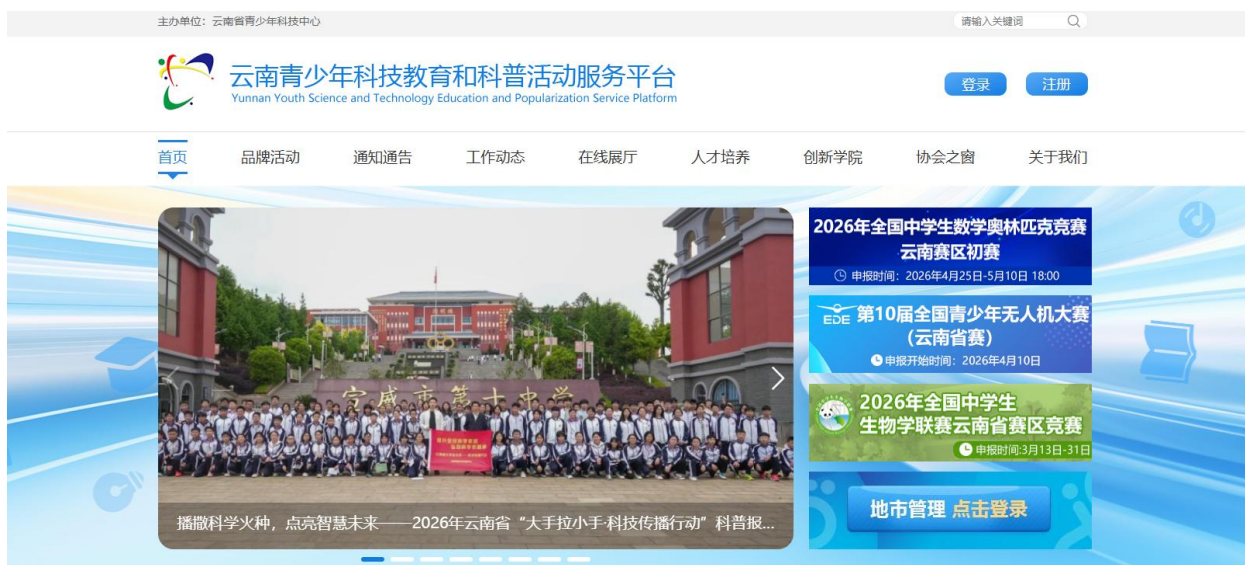 主办单位：云南省青少年科技中心
请输入关键词
云南青少年科技教育和科普活动服务平台
Yunnan Youth Science and Technology Education and Popularization Service Platform
登录
注册
首页
品牌活动
通知通告
工作动态
在线展厅
人才培养
创新学院
协会之窗
关于我们
宣威市第十中学
播撒科学火种，点亮智慧未来——2026年云南省“大手拉小手·科技传播行动”科普报...
2026年全国中学生数学奥林匹克竞赛
云南赛区初赛
申报时间：2026年4月25日-5月10日 18:00
EDE 第10届全国青少年无人机大赛
（云南省赛）
申报开始时间：2026年4月10日
2026年全国中学生
生物学联赛云南省赛区竞赛
申报时间:3月13日-31日
地市管理 点击登录